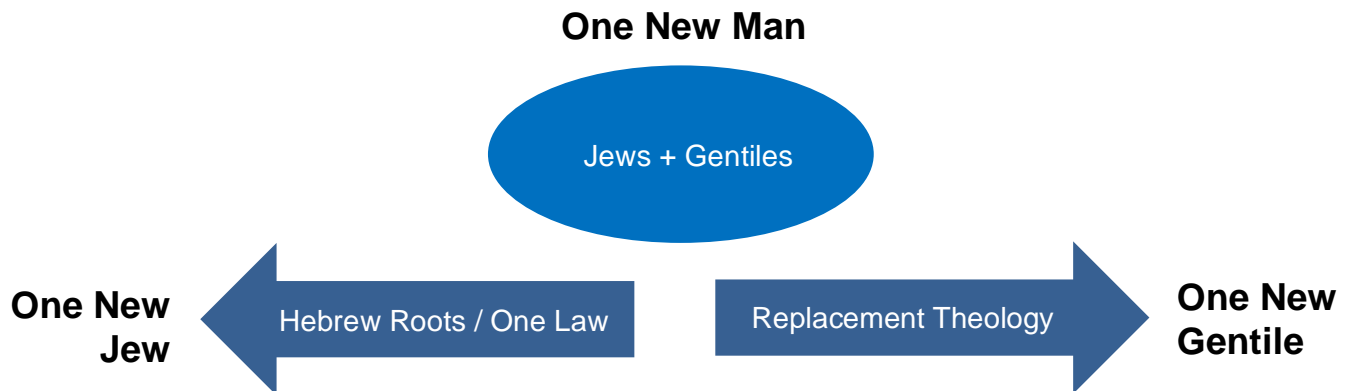 One New Man
Jews + Gentiles
One New
Jew
Hebrew Roots / One Law
Replacement Theology
One New
Gentile